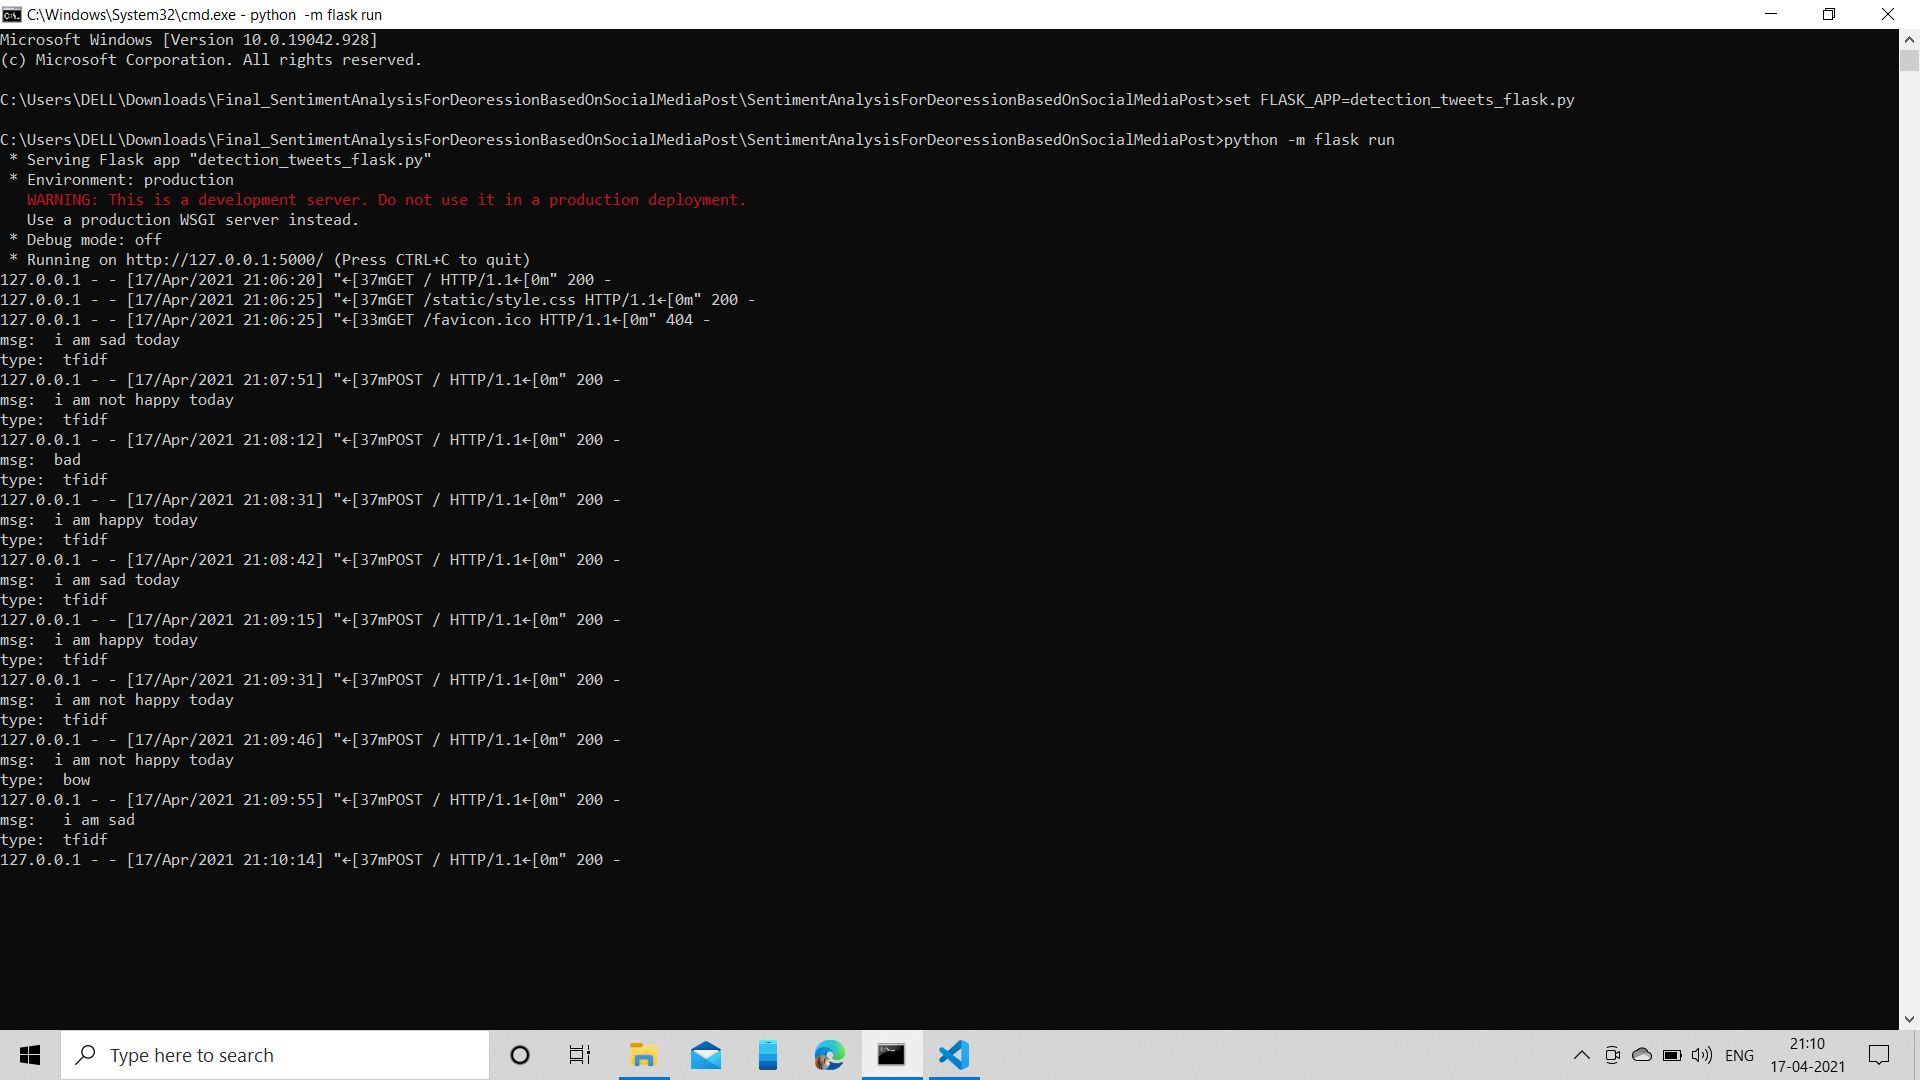 C:\Windows\System32\cmd.exe - python  -m flask run
Microsoft Windows [Version 10.0.19042.928]
(c) Microsoft Corporation. All rights reserved.
C:\Users\DELL\Downloads\Final_SentimentAnalysisForDeoressionBasedOnSocialMediaPost\SentimentAnalysisForDeoressionBasedOnSocialMediaPost>set FLASK_APP=detection_tweets_flask.py
C:\Users\DELL\Downloads\Final_SentimentAnalysisForDeoressionBasedOnSocialMediaPost\SentimentAnalysisForDeoressionBasedOnSocialMediaPost>python -m flask run
 * Serving Flask app "detection_tweets_flask.py"
 * Environment: production
   WARNING: This is a development server. Do not use it in a production deployment.
   Use a production WSGI server instead.
 * Debug mode: off
 * Running on http://127.0.0.1:5000/ (Press CTRL+C to quit)
127.0.0.1 - - [17/Apr/2021 21:06:20] "←[37mGET / HTTP/1.1←[0m" 200 -
127.0.0.1 - - [17/Apr/2021 21:06:25] "←[37mGET /static/style.css HTTP/1.1←[0m" 200 -
127.0.0.1 - - [17/Apr/2021 21:06:25] "←[33mGET /favicon.ico HTTP/1.1←[0m" 404 -
msg:  i am sad today
type:  tfidf
127.0.0.1 - - [17/Apr/2021 21:07:51] "←[37mPOST / HTTP/1.1←[0m" 200 -
msg:  i am not happy today
type:  tfidf
127.0.0.1 - - [17/Apr/2021 21:08:12] "←[37mPOST / HTTP/1.1←[0m" 200 -
msg:  bad
type:  tfidf
127.0.0.1 - - [17/Apr/2021 21:08:31] "←[37mPOST / HTTP/1.1←[0m" 200 -
msg:  i am happy today
type:  tfidf
127.0.0.1 - - [17/Apr/2021 21:08:42] "←[37mPOST / HTTP/1.1←[0m" 200 -
msg:  i am sad today
type:  tfidf
127.0.0.1 - - [17/Apr/2021 21:09:15] "←[37mPOST / HTTP/1.1←[0m" 200 -
msg:  i am happy today
type:  tfidf
127.0.0.1 - - [17/Apr/2021 21:09:31] "←[37mPOST / HTTP/1.1←[0m" 200 -
msg:  i am not happy today
type:  tfidf
127.0.0.1 - - [17/Apr/2021 21:09:46] "←[37mPOST / HTTP/1.1←[0m" 200 -
msg:  i am not happy today
type:  bow
127.0.0.1 - - [17/Apr/2021 21:09:55] "←[37mPOST / HTTP/1.1←[0m" 200 -
msg:   i am sad
type:  tfidf
127.0.0.1 - - [17/Apr/2021 21:10:14] "←[37mPOST / HTTP/1.1←[0m" 200 -
Type here to search
ENG
21:10
17-04-2021